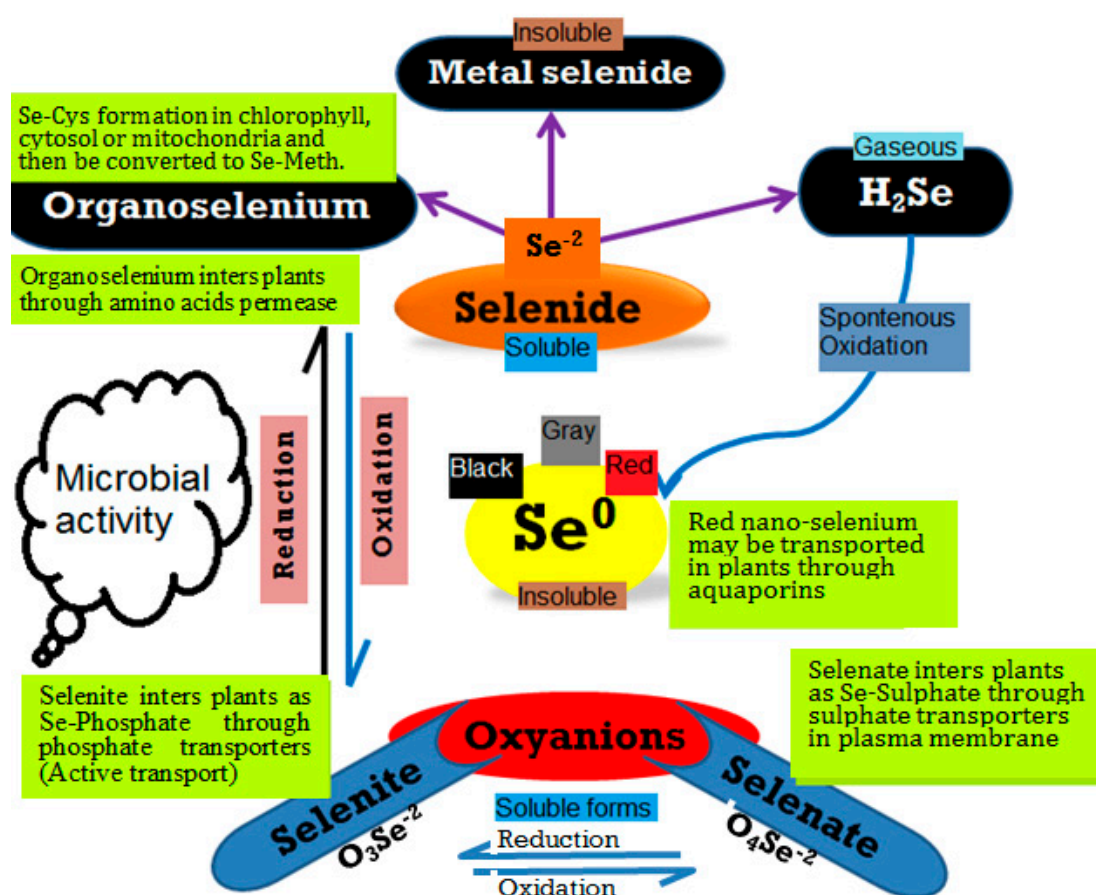 Insoluble
Metal selenide
Se-Cys formation in chlorophyll,
cytosol or mitochondria and
then be converted to Se-Meth.
Organoselenium
Gaseous
H₂Se
Se⁻²
Selenide
Soluble
Organoselenium inters plants
through amino acids permease
Spontenous
Oxidation
Microbial
activity
Reduction
Oxidation
Gray
Black
Red
Se⁰
Insoluble
Red nano-selenium
may be transported
in plants through
aquaporins
Selenite inters plants as
Se-Phosphate through
phosphate transporters
(Active transport)
Selenate inters plants
as Se-Sulphate through
sulphate transporters
in plasma membrane
Oxyanions
Selenite
O₃Se⁻²
Selenate
O₄Se⁻²
Soluble forms
Reduction
Oxidation